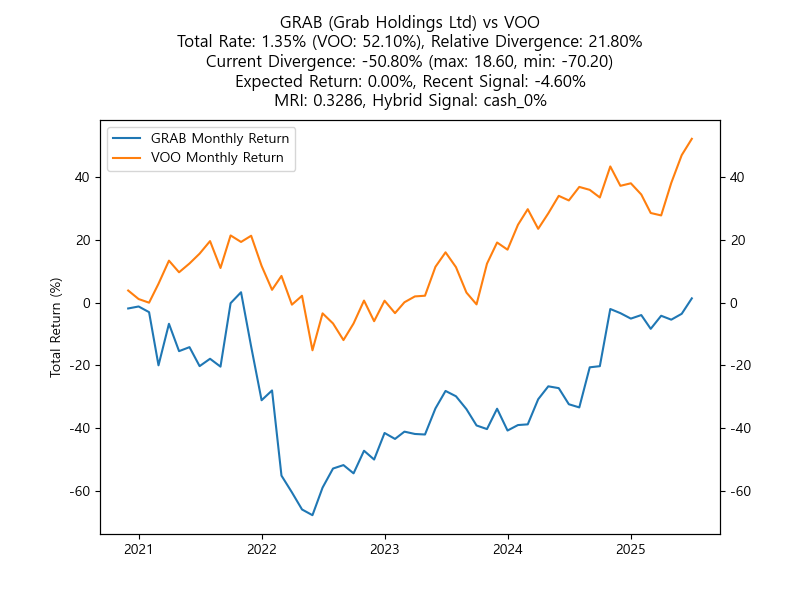 GRAB (Grab Holdings Ltd) vs VOO
Total Rate: 1.35% (VOO: 52.10%), Relative Divergence: 21.80%
Current Divergence: -50.80% (max: 18.60, min: -70.20)
Expected Return: 0.00%, Recent Signal: -4.60%
MRI: 0.3286, Hybrid Signal: cash_0%
GRAB Monthly Return
VOO Monthly Return
Total Return (%)
40
20
0
-20
-40
-60
40
20
0
-20
-40
-60
2021
2022
2023
2024
2025